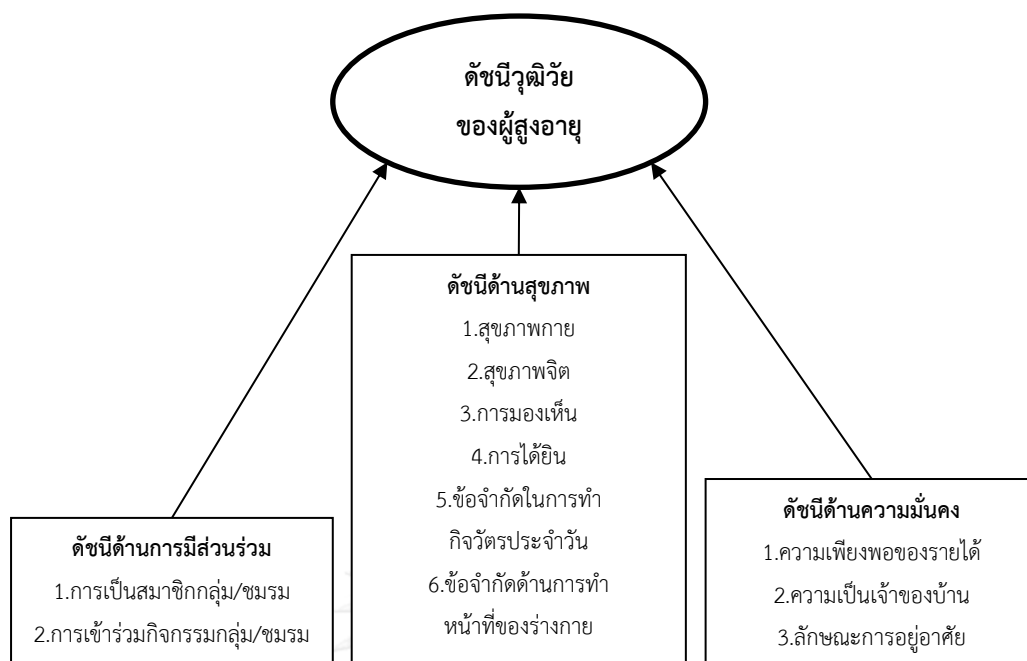 ดัชนีวุฒิวัย
ของผู้สูงอายุ
ดัชนีด้านสุขภาพ
1.สุขภาพกาย
2.สุขภาพจิต
3.การมองเห็น
4.การได้ยิน
5.ข้อจำกัดในการทำ
กิจวัตรประจำวัน
6.ข้อจำกัดด้านการทำ
หน้าที่ของร่างกาย
ดัชนีด้านการมีส่วนร่วม
1.การเป็นสมาชิกกลุ่ม/ชมรม
2.การเข้าร่วมกิจกรรมกลุ่ม/ชมรม
ดัชนีด้านความมั่นคง
1.ความเพียงพอของรายได้
2.ความเป็นเจ้าของบ้าน
3.ลักษณะการอยู่อาศัย